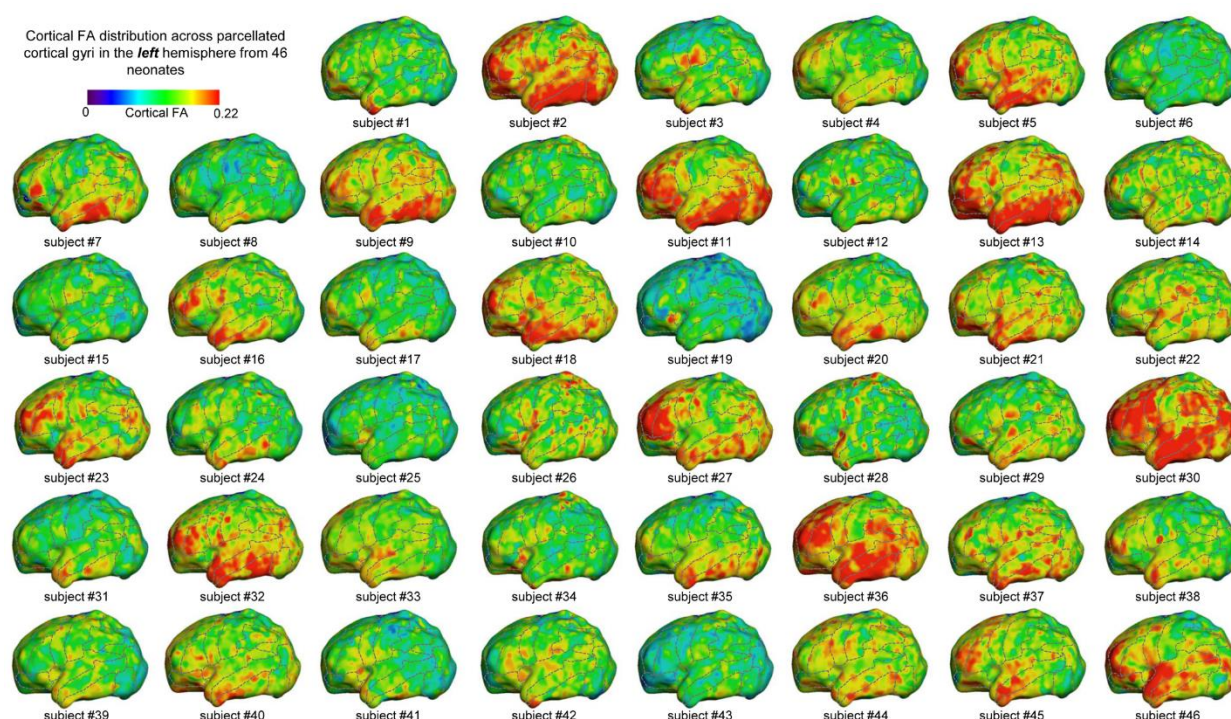 Cortical FA distribution across parcellated
cortical gyri in the left hemisphere from 46
neonates
0 Cortical FA 0.22
subject #1 subject #2 subject #3 subject #4 subject #5 subject #6
subject #7 subject #8 subject #9 subject #10 subject #11 subject #12 subject #13 subject #14
subject #15 subject #16 subject #17 subject #18 subject #19 subject #20 subject #21 subject #22
subject #23 subject #24 subject #25 subject #26 subject #27 subject #28 subject #29 subject #30
subject #31 subject #32 subject #33 subject #34 subject #35 subject #36 subject #37 subject #38
subject #39 subject #40 subject #41 subject #42 subject #43 subject #44 subject #45 subject #46